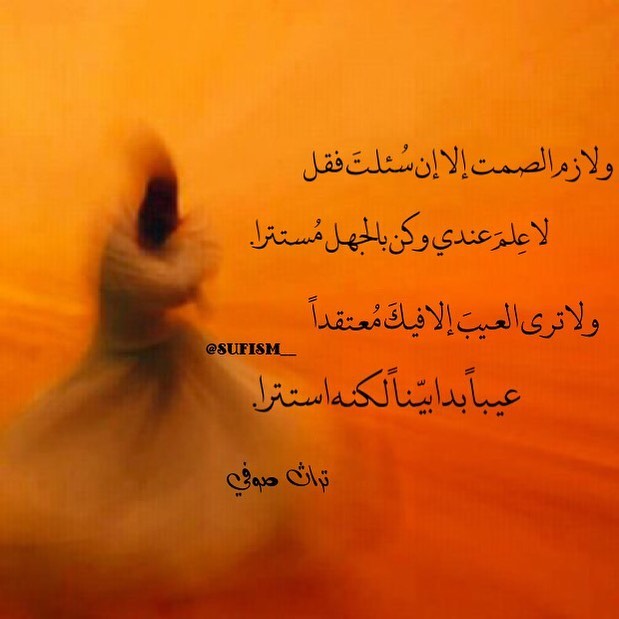 ولازم الصمت إلا إن سُئلتَ فقل
لا عِلمَ عندي وكن بالجهل مُستترا.
ولا ترى العيبَ إلا فيكَ مُعتقداً
@SUFISM__
عيباً بدا بيّناً لكنه استترا.
تراث صوفي